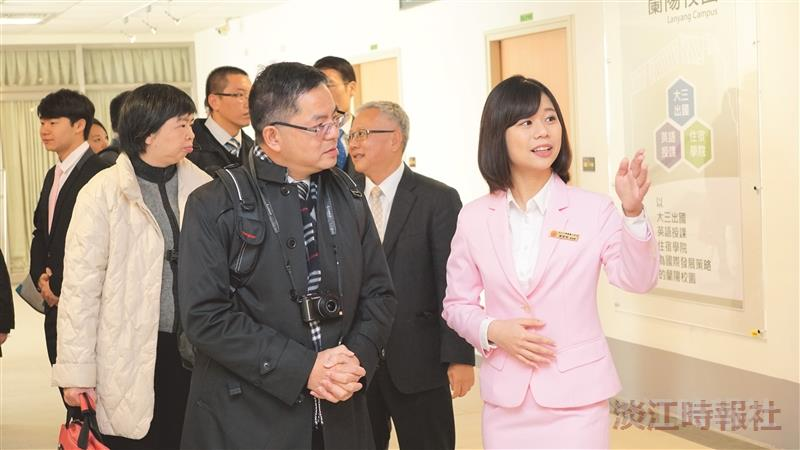 蘭陽校園
Lanyang Campus
大三
出國
英語
授課
住宿
學院
以
大三出國
英語授課
住宿學院
為國際發展策略
的蘭陽校園
淡江時報社